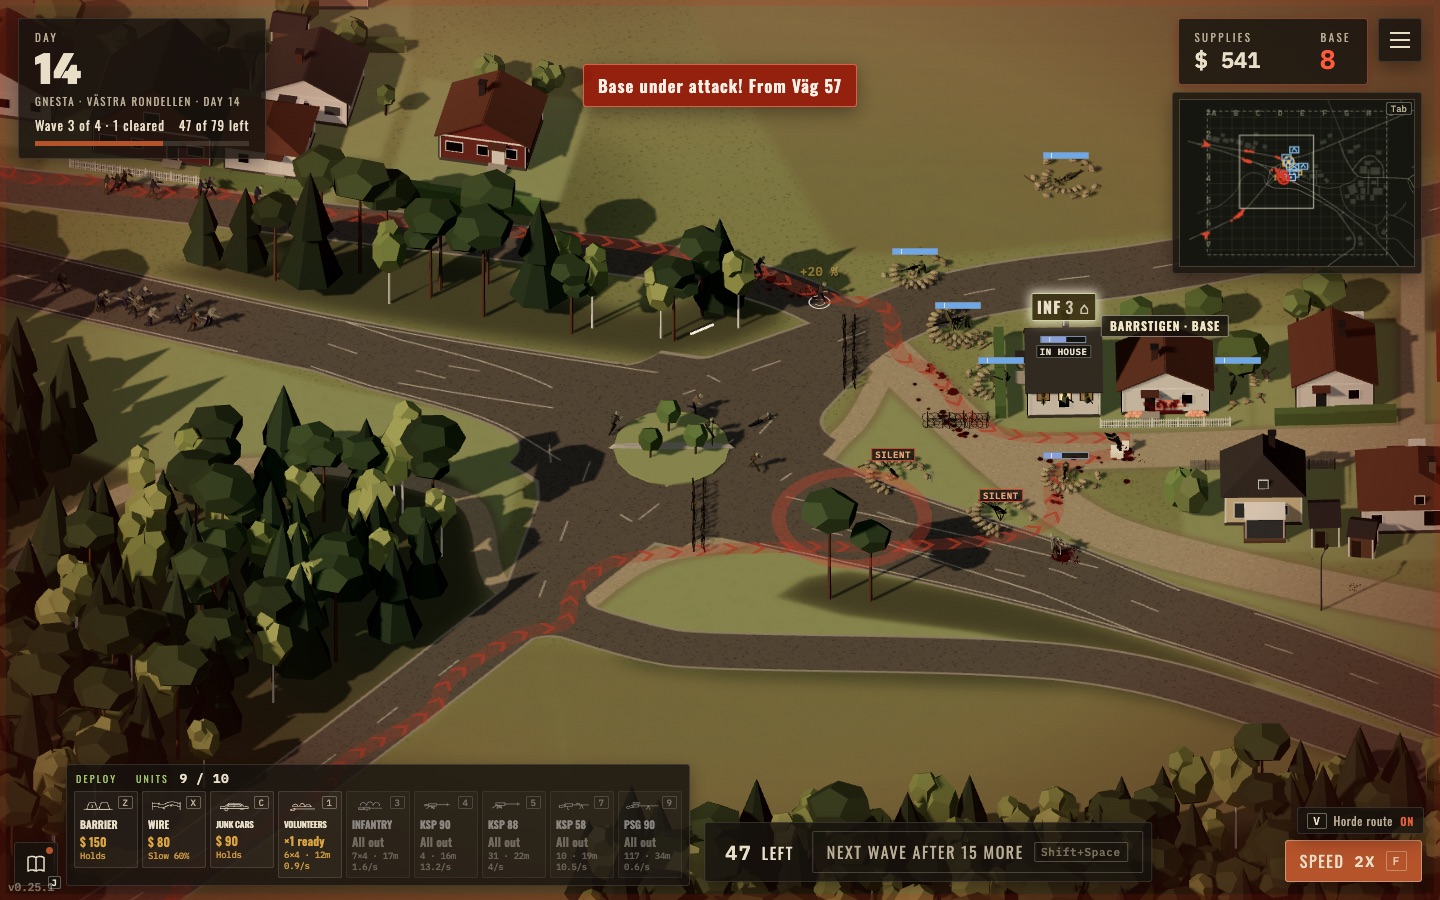 DAY
14
GNESTA · VÄSTRA RONDELLEN · DAY 14
Wave 3 of 4 · 1 cleared 47 of 79 left
Base under attack! From Väg 57
SUPPLIES
$ 541
BASE
8
Tab
A B C D E F G H
+20
INF 3
IN HOUSE
BARRSTIGEN · BASE
SILENT
SILENT
DEPLOY UNITS 9 / 10
Z
BARRIER
$ 150
Holds
X
WIRE
$ 80
Slow 60%
C
JUNK CARS
$ 90
Holds
1
VOLUNTEERS
×1 ready
6×4 · 12m
0.9/s
3
INFANTRY
All out
7×4 · 17m
1.6/s
4
KSP 90
All out
4 · 16m
13.2/s
5
KSP 88
All out
31 · 22m
4/s
7
KSP 58
All out
10 · 19m
10.5/s
9
PSG 90
All out
117 · 34m
0.6/s
47 LEFT
NEXT WAVE AFTER 15 MORE Shift+Space
V Horde route ON
SPEED 2X F
J
v0.25.1